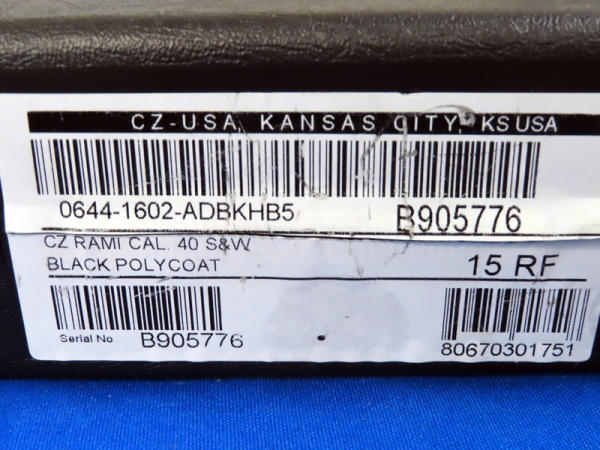 CZ-USA, KANSAS CITY, KS USA
0644-1602-ADBKHB5 B905776
CZ RAMI CAL. 40 S&W
BLACK POLYCOAT 15 RF
Serial No B905776 80670301751